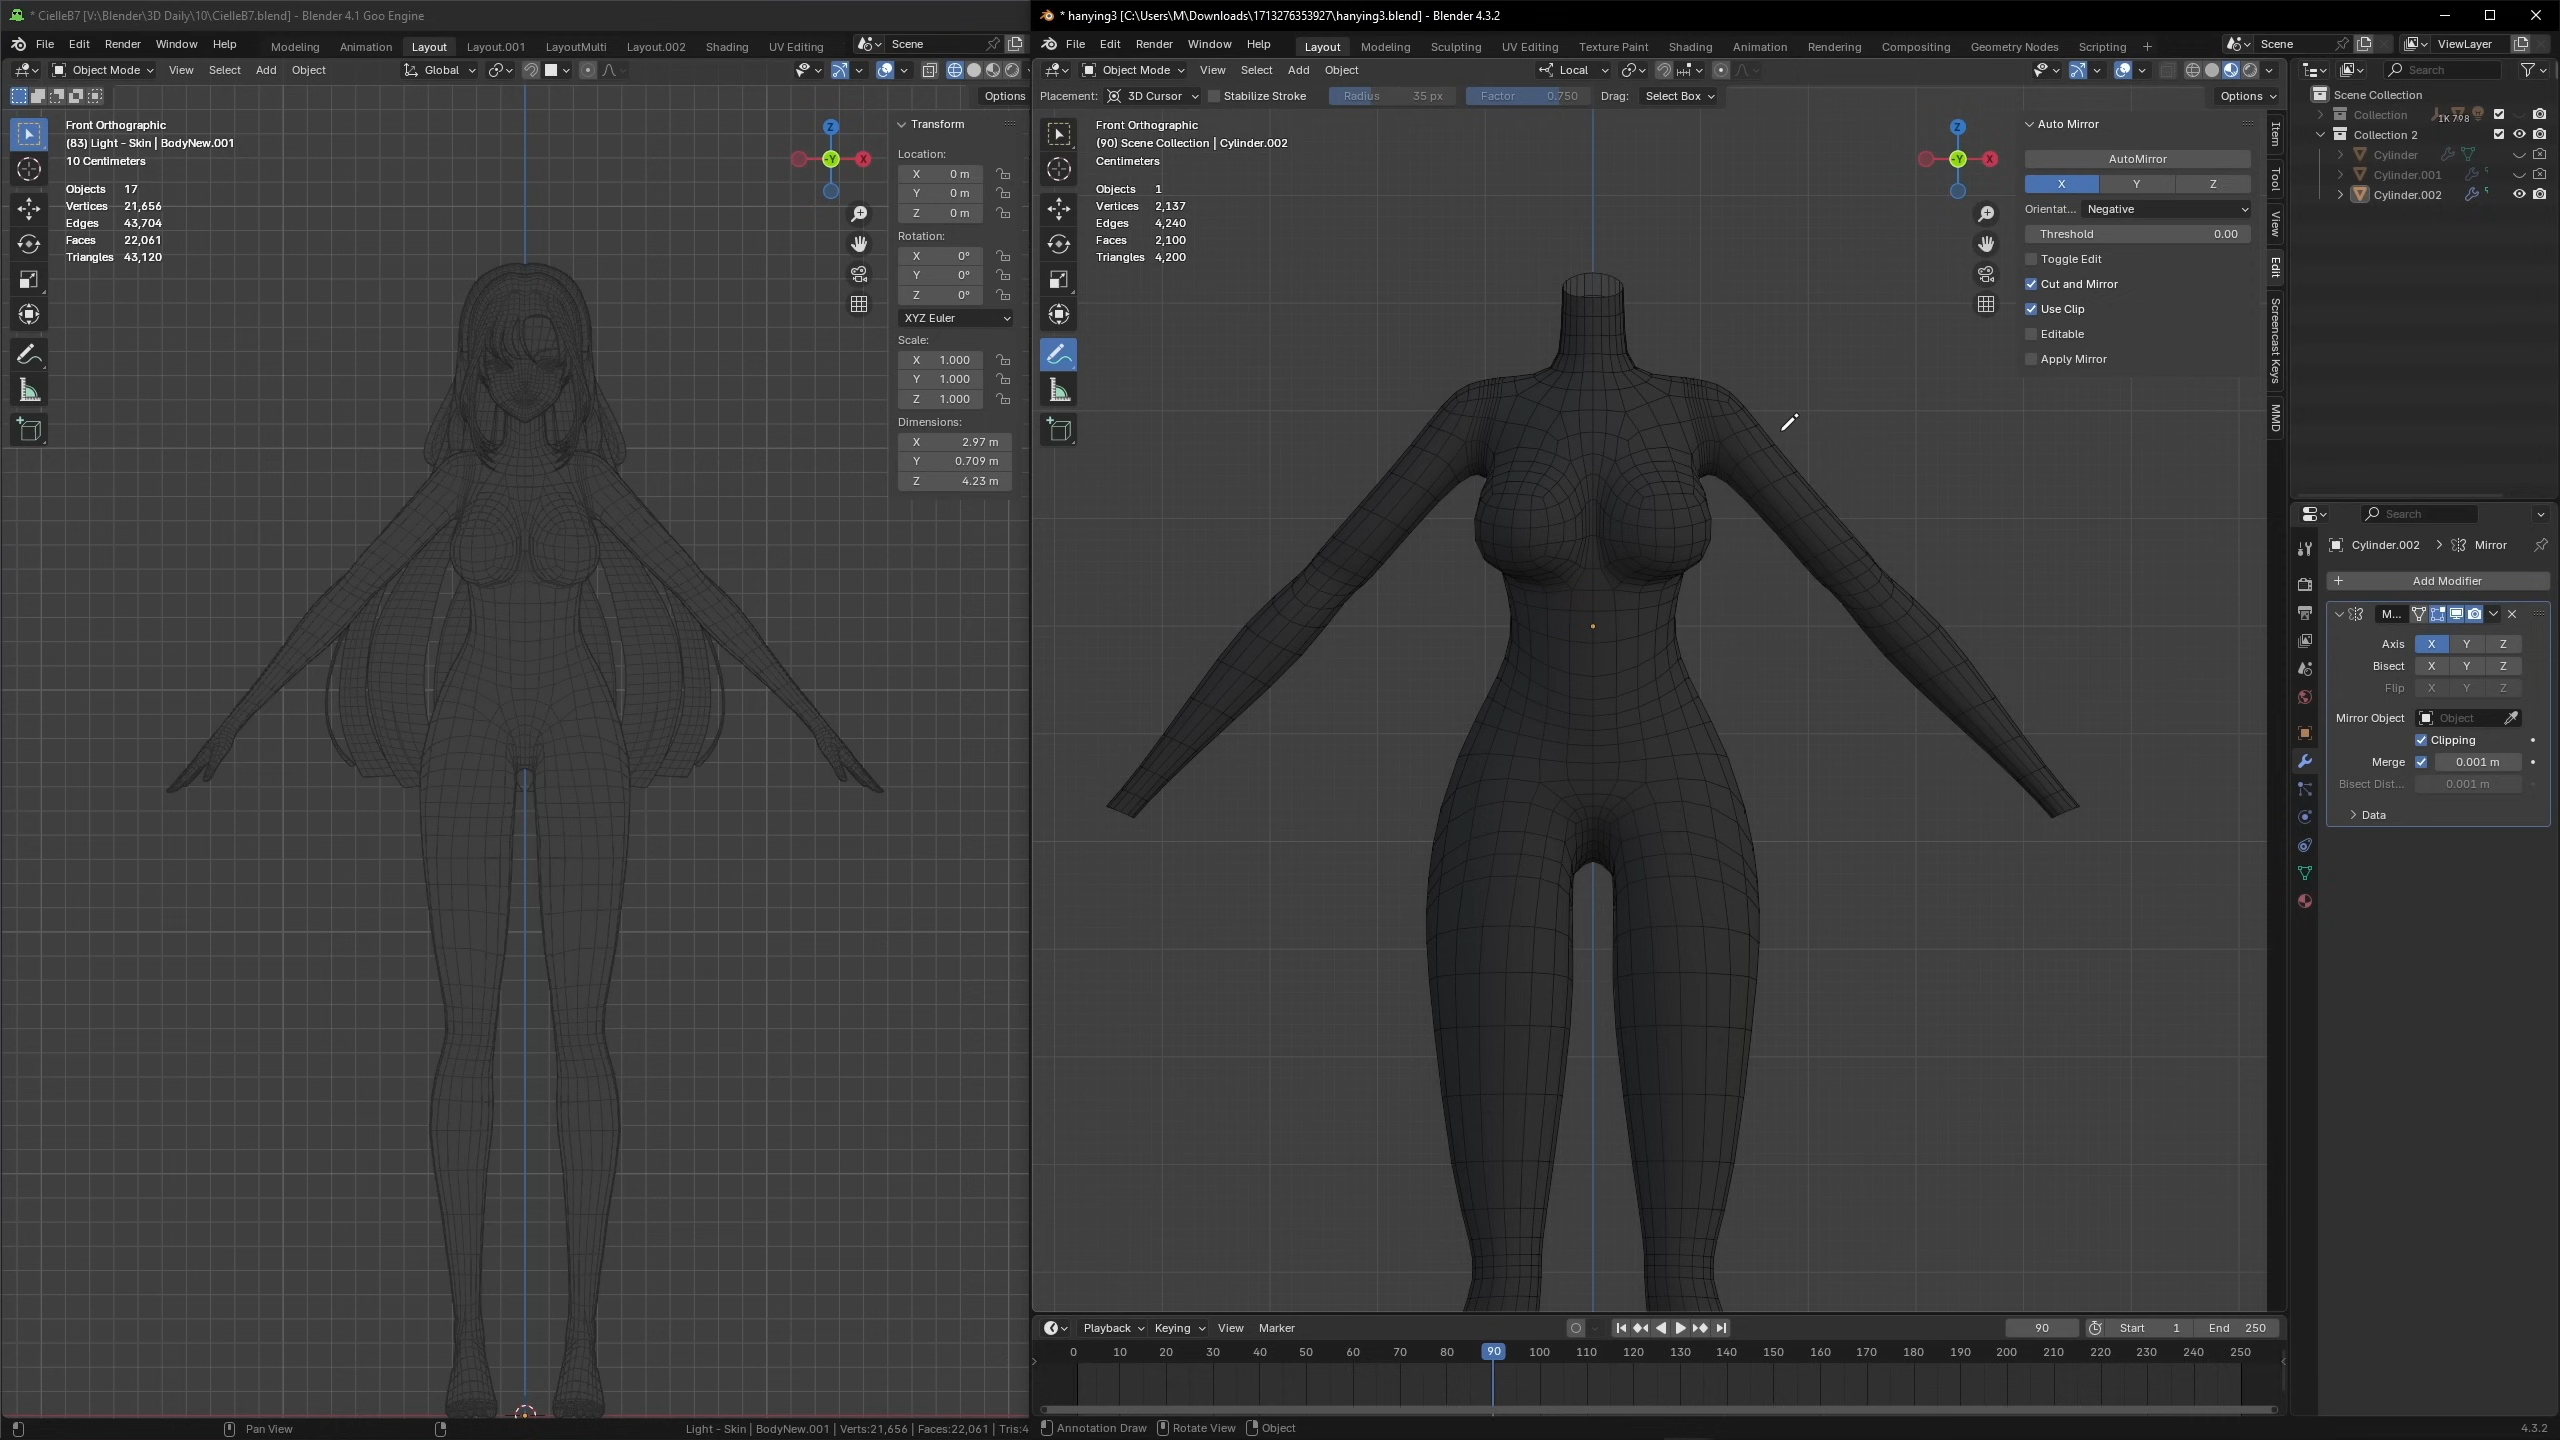 * CielleB7 [V:\Blender\3D Daily\10\CielleB7.blend] - Blender 4.1 Goo Engine
File Edit Render Window Help Modeling Animation Layout Layout.001 LayoutMulti Layout.002 Shading UV Editing Scene
Object Mode View Select Add Object Global
Options
Front Orthographic
(83) Light - Skin | BodyNew.001
10 Centimeters
Objects 17
Vertices 21,656
Edges 43,704
Faces 22,061
Triangles 43,120
Z
-Y
X
Transform
Location:
X 0 m
Y 0 m
Z 0 m
Rotation:
X 0°
Y 0°
Z 0°
XYZ Euler
Scale:
X 1.000
Y 1.000
Z 1.000
Dimensions:
X 2.97 m
Y 0.709 m
Z 4.23 m
Pan View
Light - Skin | BodyNew.001 | Verts:21,656 | Faces:22,061 | Tris:4
* hanying3 [C:\Users\M\Downloads\1713276353927\hanying3.blend] - Blender 4.3.2
File Edit Render Window Help Layout Modeling Sculpting UV Editing Texture Paint Shading Animation Rendering Compositing Geometry Nodes Scripting + Scene ViewLayer
Object Mode View Select Add Object Local
Placement: 3D Cursor Stabilize Stroke Radius 35 px Factor 0.750 Drag: Select Box Options
Front Orthographic
(90) Scene Collection | Cylinder.002
Centimeters
Objects 1
Vertices 2,137
Edges 4,240
Faces 2,100
Triangles 4,200
Z
-Y
X
Auto Mirror
AutoMirror
X Y Z
Orientat... Negative
Threshold 0.00
Toggle Edit
Cut and Mirror
Use Clip
Editable
Apply Mirror
Item
Tool
View
Edit
Screencast Keys
MMD
Search
Scene Collection
Collection 1K 798
Collection 2
Cylinder
Cylinder.001
Cylinder.002
Search
Cylinder.002 > Mirror
+ Add Modifier
M...
Axis X Y Z
Bisect X Y Z
Flip X Y Z
Mirror Object Object
Clipping
Merge 0.001 m
Bisect Dist... 0.001 m
Data
Playback Keying View Marker 90 Start 1 End 250
0 10 20 30 40 50 60 70 80 90 100 110 120 130 140 150 160 170 180 190 200 210 220 230 240 250
Annotation Draw Rotate View Object
4.3.2